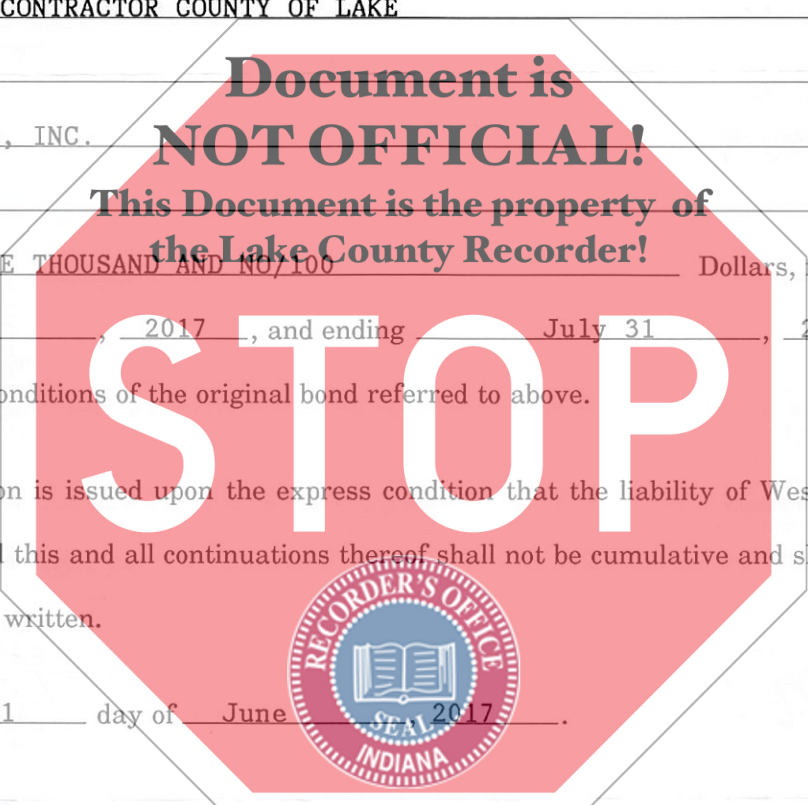 CONTRACTOR COUNTY OF LAKE
Document is
, INC.
NOT OFFICIAL!
This Document is the property of
the Lake County Recorder!
E THOUSAND AND NO/100 Dollars,
, 2017 , and ending July 31 , 2
STOP
onditions of the original bond referred to above.
on is issued upon the express condition that the liability of Wes
this and all continuations thereof shall not be cumulative and s
written.
RECORDER'S OFFICE
SEAL
INDIANA
1 day of June , 2017 .